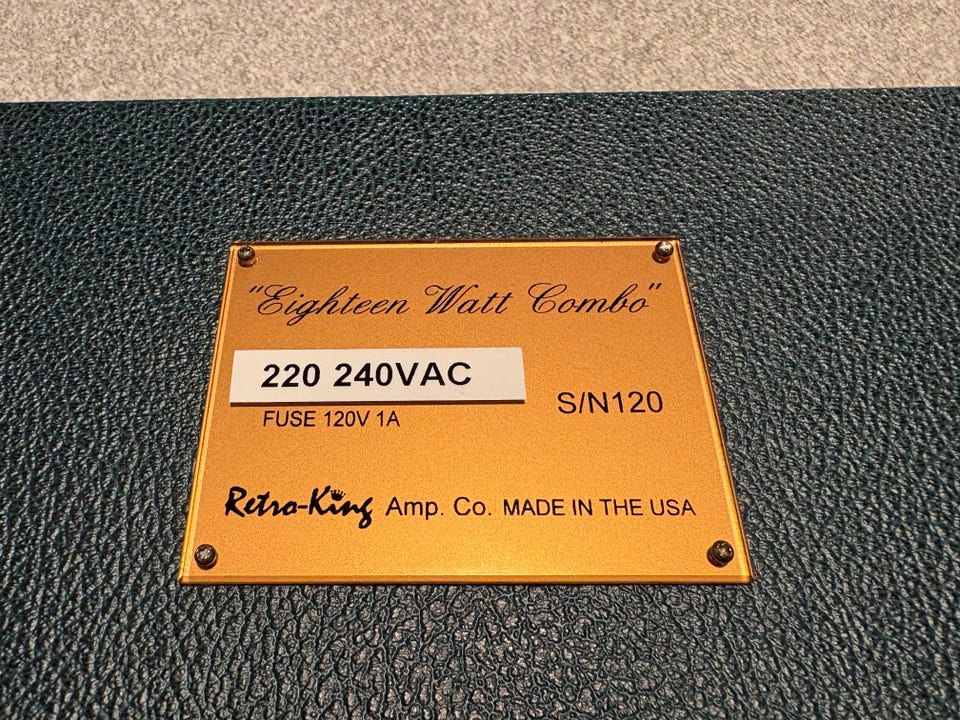 "Eighteen Watt Combo"
220 240VAC
S/N120
FUSE 120V 1A
Retro-King Amp. Co. MADE IN THE USA